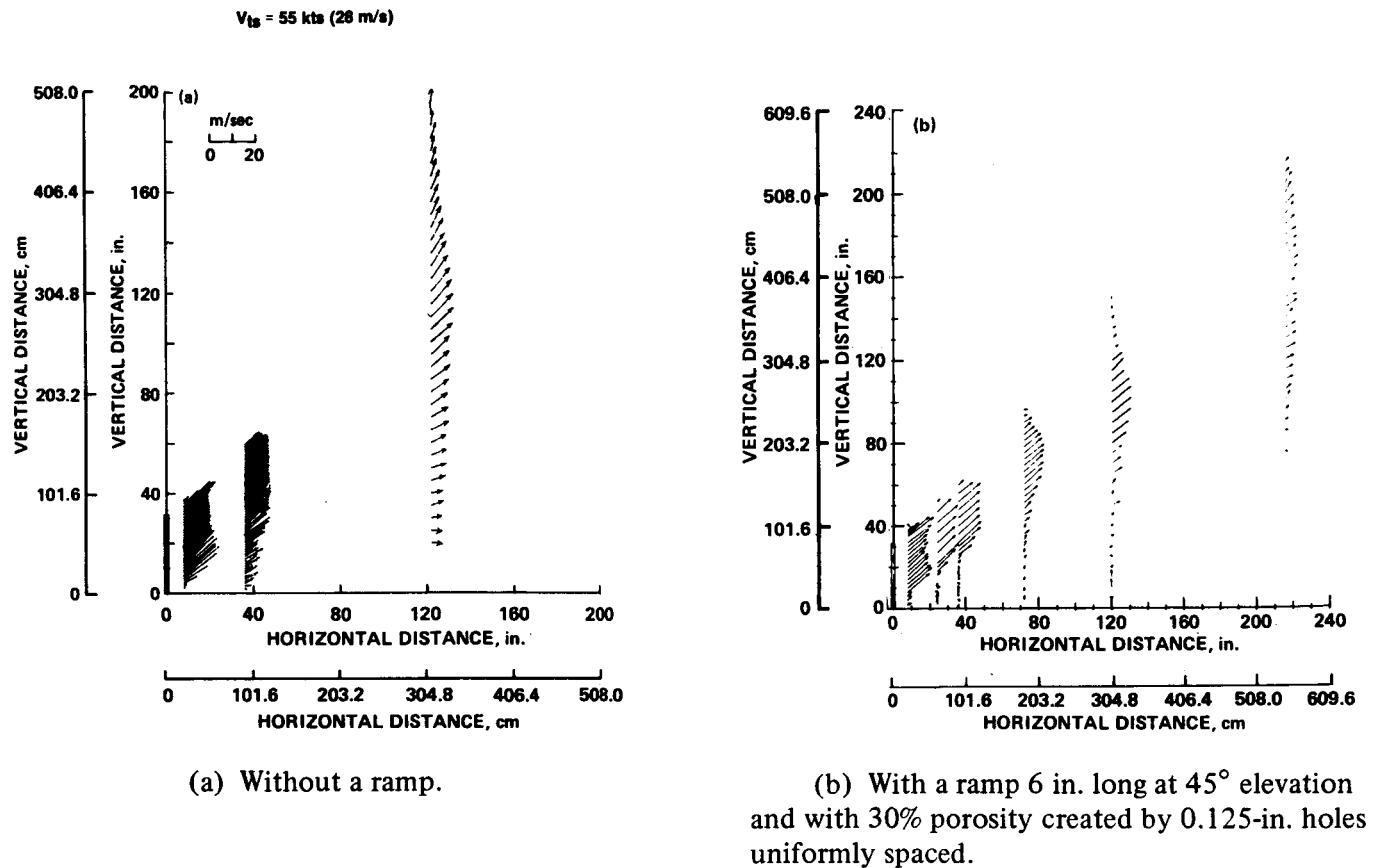 Vts = 55 kts (28 m/s)
(a)
m/sec
0 20
VERTICAL DISTANCE, cm
508.0
406.4
304.8
203.2
101.6
0
VERTICAL DISTANCE, in.
200
160
120
80
40
0
0 40 80 120 160 200
HORIZONTAL DISTANCE, in.
0 101.6 203.2 304.8 406.4 508.0
HORIZONTAL DISTANCE, cm
(a) Without a ramp.
(b)
VERTICAL DISTANCE, cm
609.6
508.0
406.4
304.8
203.2
101.6
0
VERTICAL DISTANCE, in.
240
200
160
120
80
40
0
0 40 80 120 160 200 240
HORIZONTAL DISTANCE, in.
0 101.6 203.2 304.8 406.4 508.0 609.6
HORIZONTAL DISTANCE, cm
(b) With a ramp 6 in. long at 45° elevation
and with 30% porosity created by 0.125-in. holes
uniformly spaced.